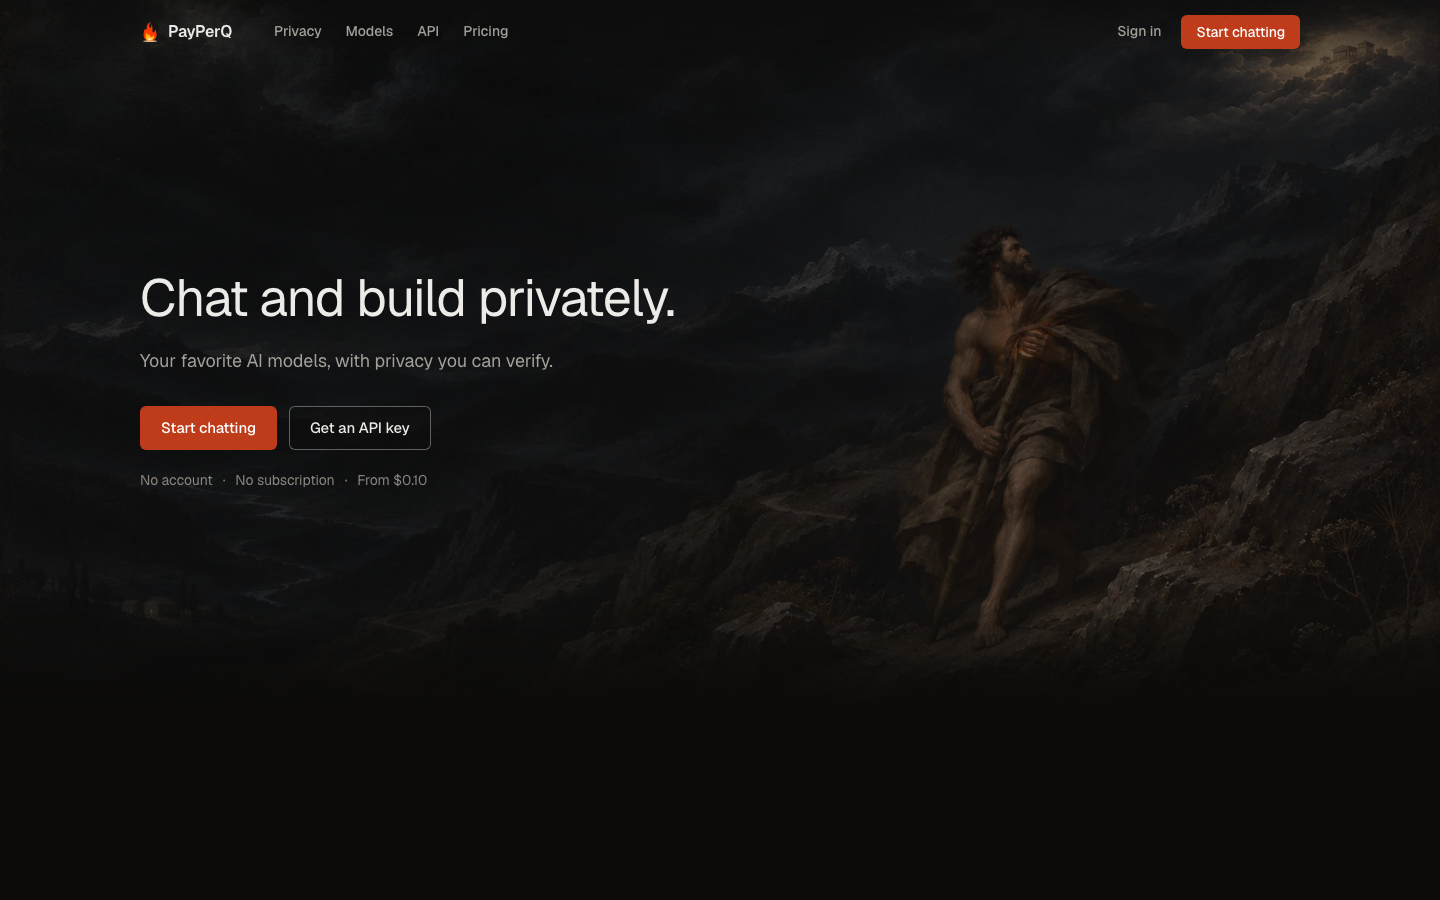 PayPerQ Privacy Models API Pricing Sign in Start chatting
Chat and build privately.
Your favorite AI models, with privacy you can verify.
Start chatting Get an API key
No account · No subscription · From $0.10